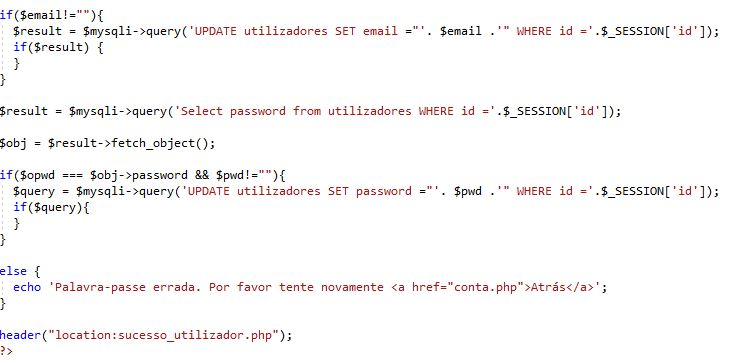 if($email!=""){
$result = $mysqli->query('UPDATE utilizadores SET email ="'. $email .'" WHERE id ='.$_SESSION['id']);
if($result) {
}
}
$result = $mysqli->query('Select password from utilizadores WHERE id ='.$_SESSION['id']);
$obj = $result->fetch_object();
if($opwd === $obj->password && $pwd!=""){
$query = $mysqli->query('UPDATE utilizadores SET password ="'. $pwd .'" WHERE id ='.$_SESSION['id']);
if($query){
}
}
else {
echo 'Palavra-passe errada. Por favor tente novamente <a href="conta.php">Atrás</a>';
}
header("location:sucesso_utilizador.php");
?>